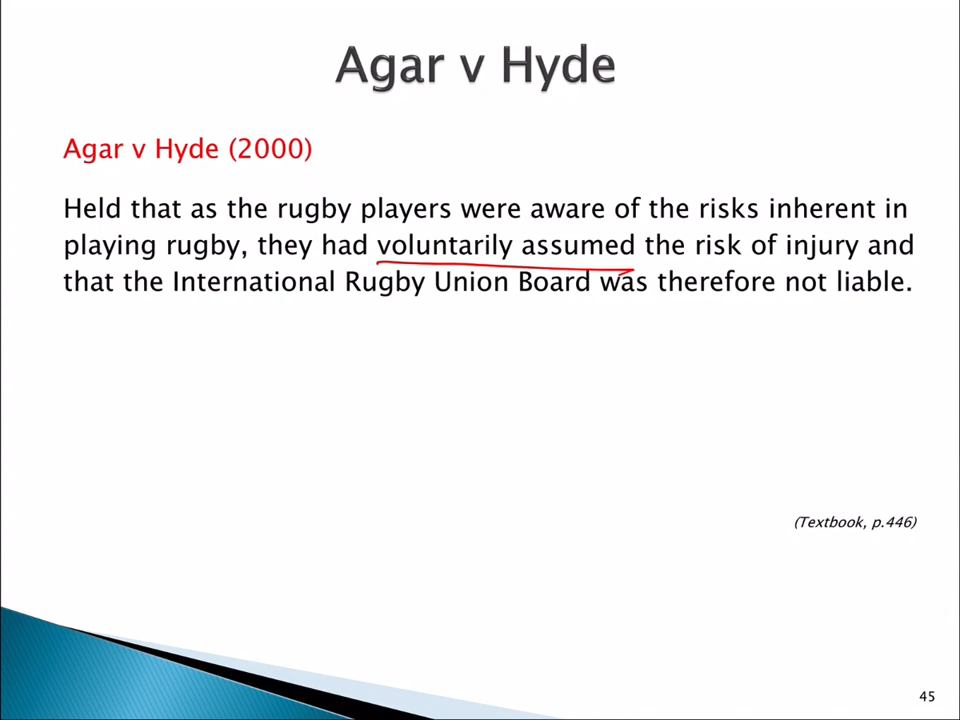 Agar v Hyde
Agar v Hyde (2000)
Held that as the rugby players were aware of the risks inherent in
playing rugby, they had voluntarily assumed the risk of injury and
that the International Rugby Union Board was therefore not liable.
(Textbook, p.446)
45